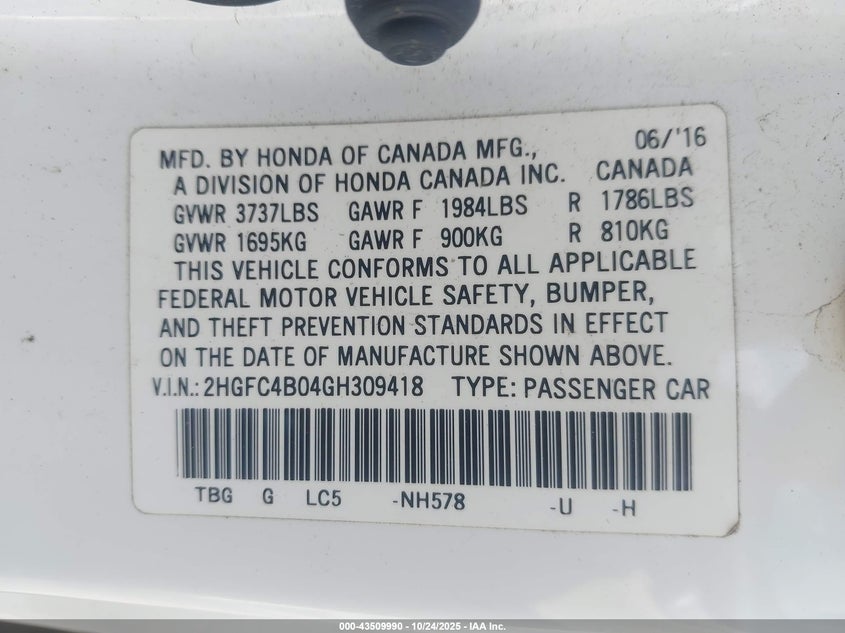 06/'16
MFD. BY HONDA OF CANADA MFG.,
A DIVISION OF HONDA CANADA INC. CANADA
GVWR 3737LBS GAWR F 1984LBS R 1786LBS
GVWR 1695KG GAWR F 900KG R 810KG
THIS VEHICLE CONFORMS TO ALL APPLICABLE
FEDERAL MOTOR VEHICLE SAFETY, BUMPER,
AND THEFT PREVENTION STANDARDS IN EFFECT
ON THE DATE OF MANUFACTURE SHOWN ABOVE.
V.I.N.: 2HGFC4B04GH309418 TYPE: PASSENGER CAR
TBG G LC5 -NH578 -U -H
000-43509990 - 10/24/2025 - IAA Inc.